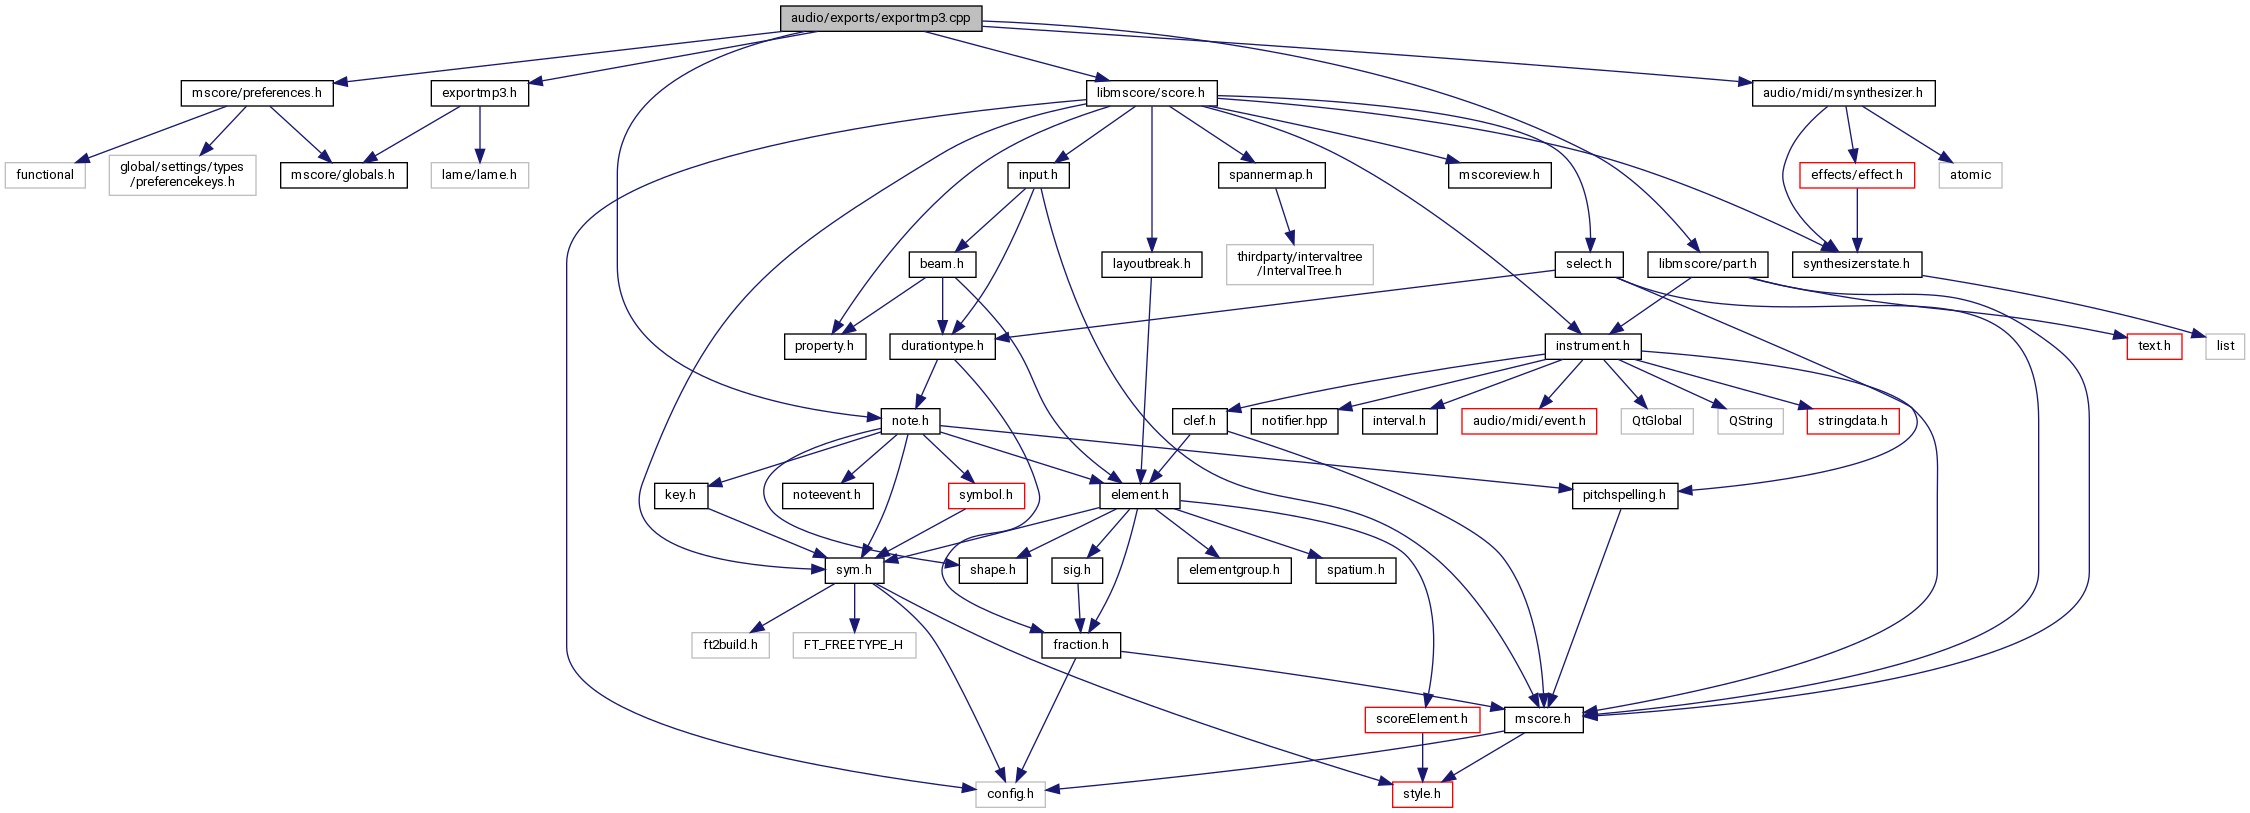 audio/exports/exportmp3.cpp
mscore/preferences.h
exportmp3.h
libmscore/score.h
audio/midi/msynthesizer.h
functional
global/settings/types
/preferencekeys.h
mscore/globals.h
lame/lame.h
input.h
spannermap.h
mscoreview.h
effects/effect.h
atomic
beam.h
layoutbreak.h
thirdparty/intervaltree
/IntervalTree.h
select.h
libmscore/part.h
synthesizerstate.h
property.h
durationtype.h
instrument.h
text.h
list
note.h
clef.h
notifier.hpp
interval.h
audio/midi/event.h
QtGlobal
QString
stringdata.h
key.h
noteevent.h
symbol.h
element.h
pitchspelling.h
sym.h
shape.h
sig.h
elementgroup.h
spatium.h
ft2build.h
FT_FREETYPE_H
fraction.h
scoreElement.h
mscore.h
config.h
style.h